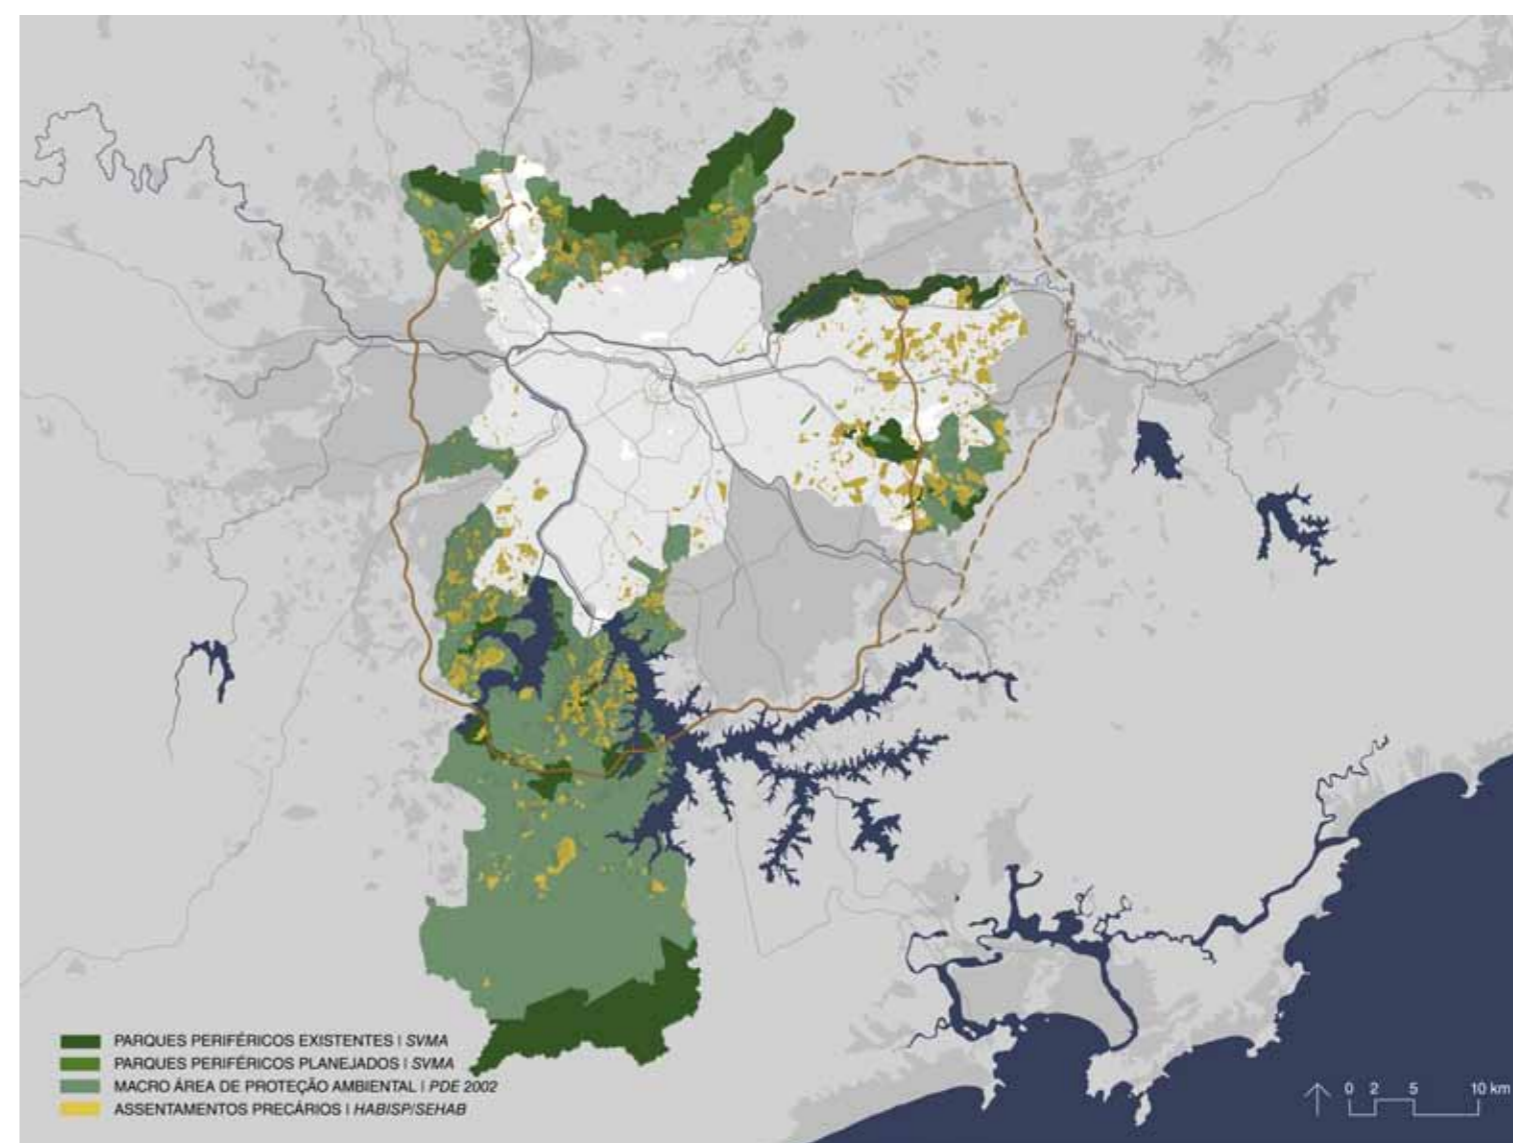 PARQUES PERIFÉRICOS EXISTENTES | SVMA
PARQUES PERIFÉRICOS PLANEJADOS | SVMA
MACRO ÁREA DE PROTEÇÃO AMBIENTAL | PDE 2002
ASSENTAMENTOS PRECÁRIOS | HABISP/SEHAB
0 2 5 10 km